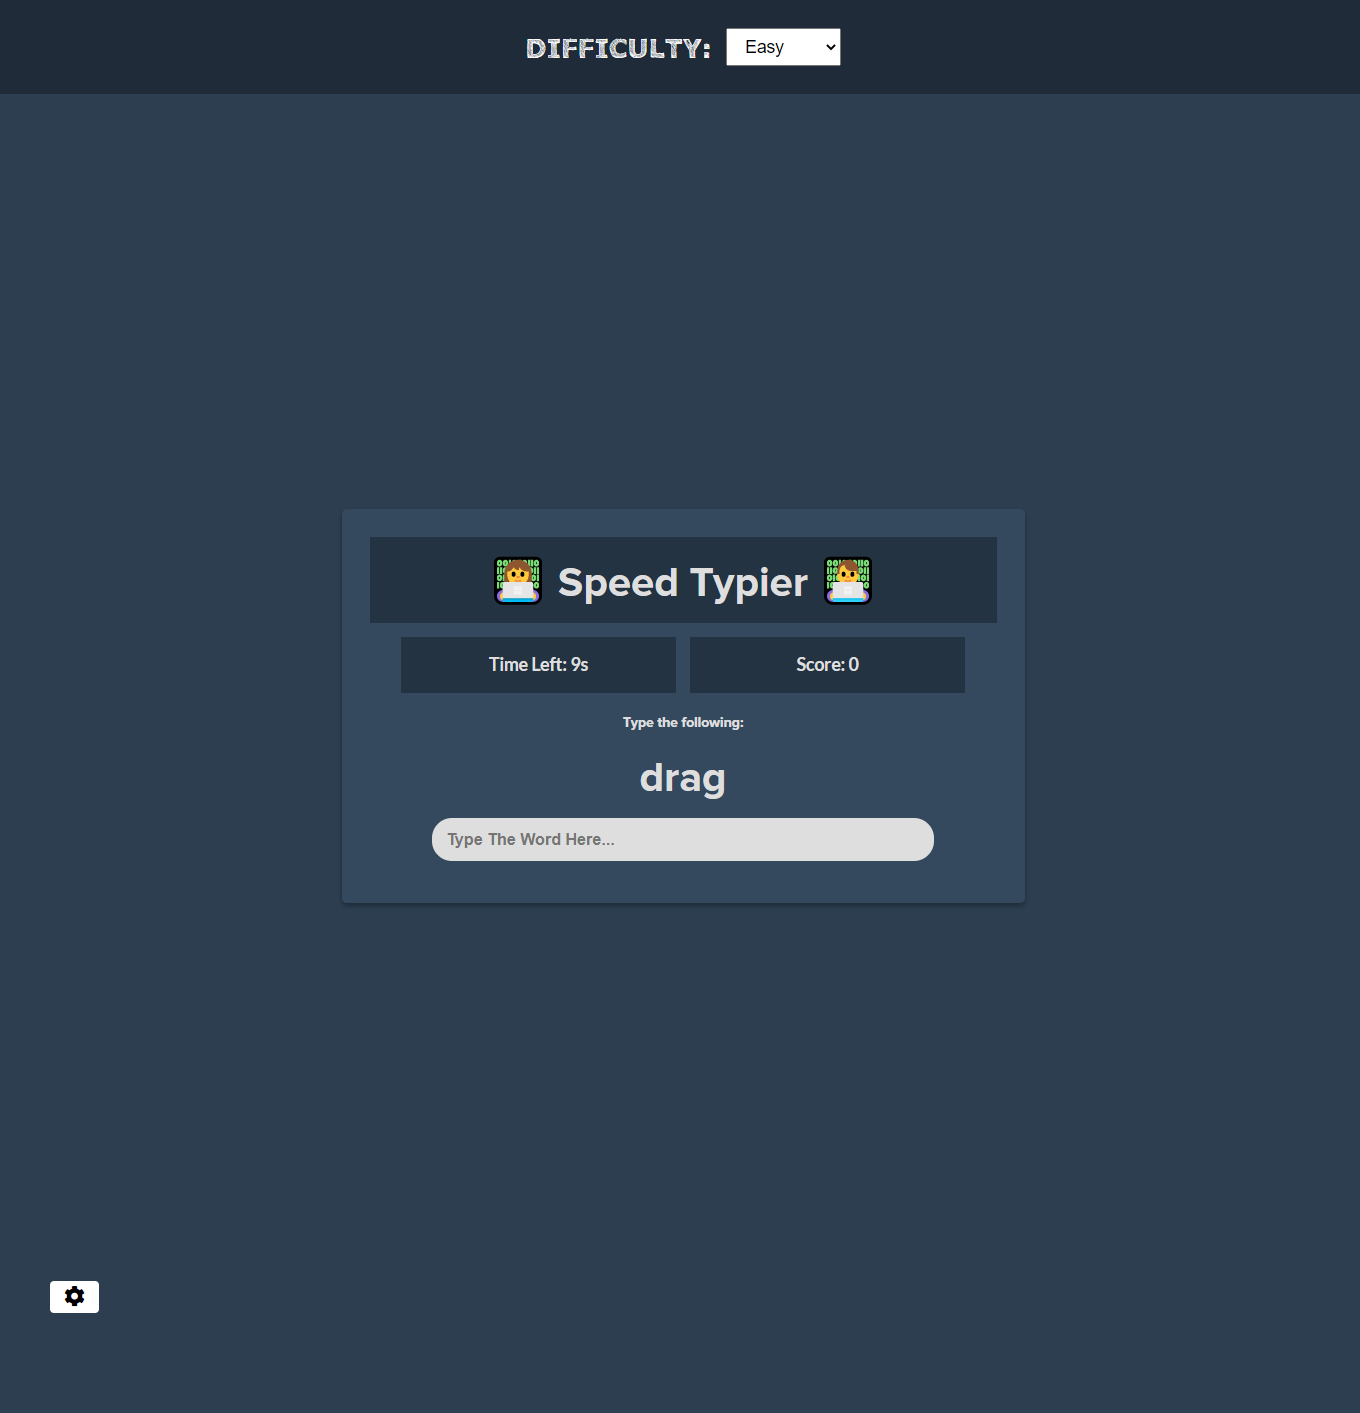 DIFFICULTY: Easy
Speed Typier
Time Left: 9s
Score: 0
Type the following:
drag
Type The Word Here...